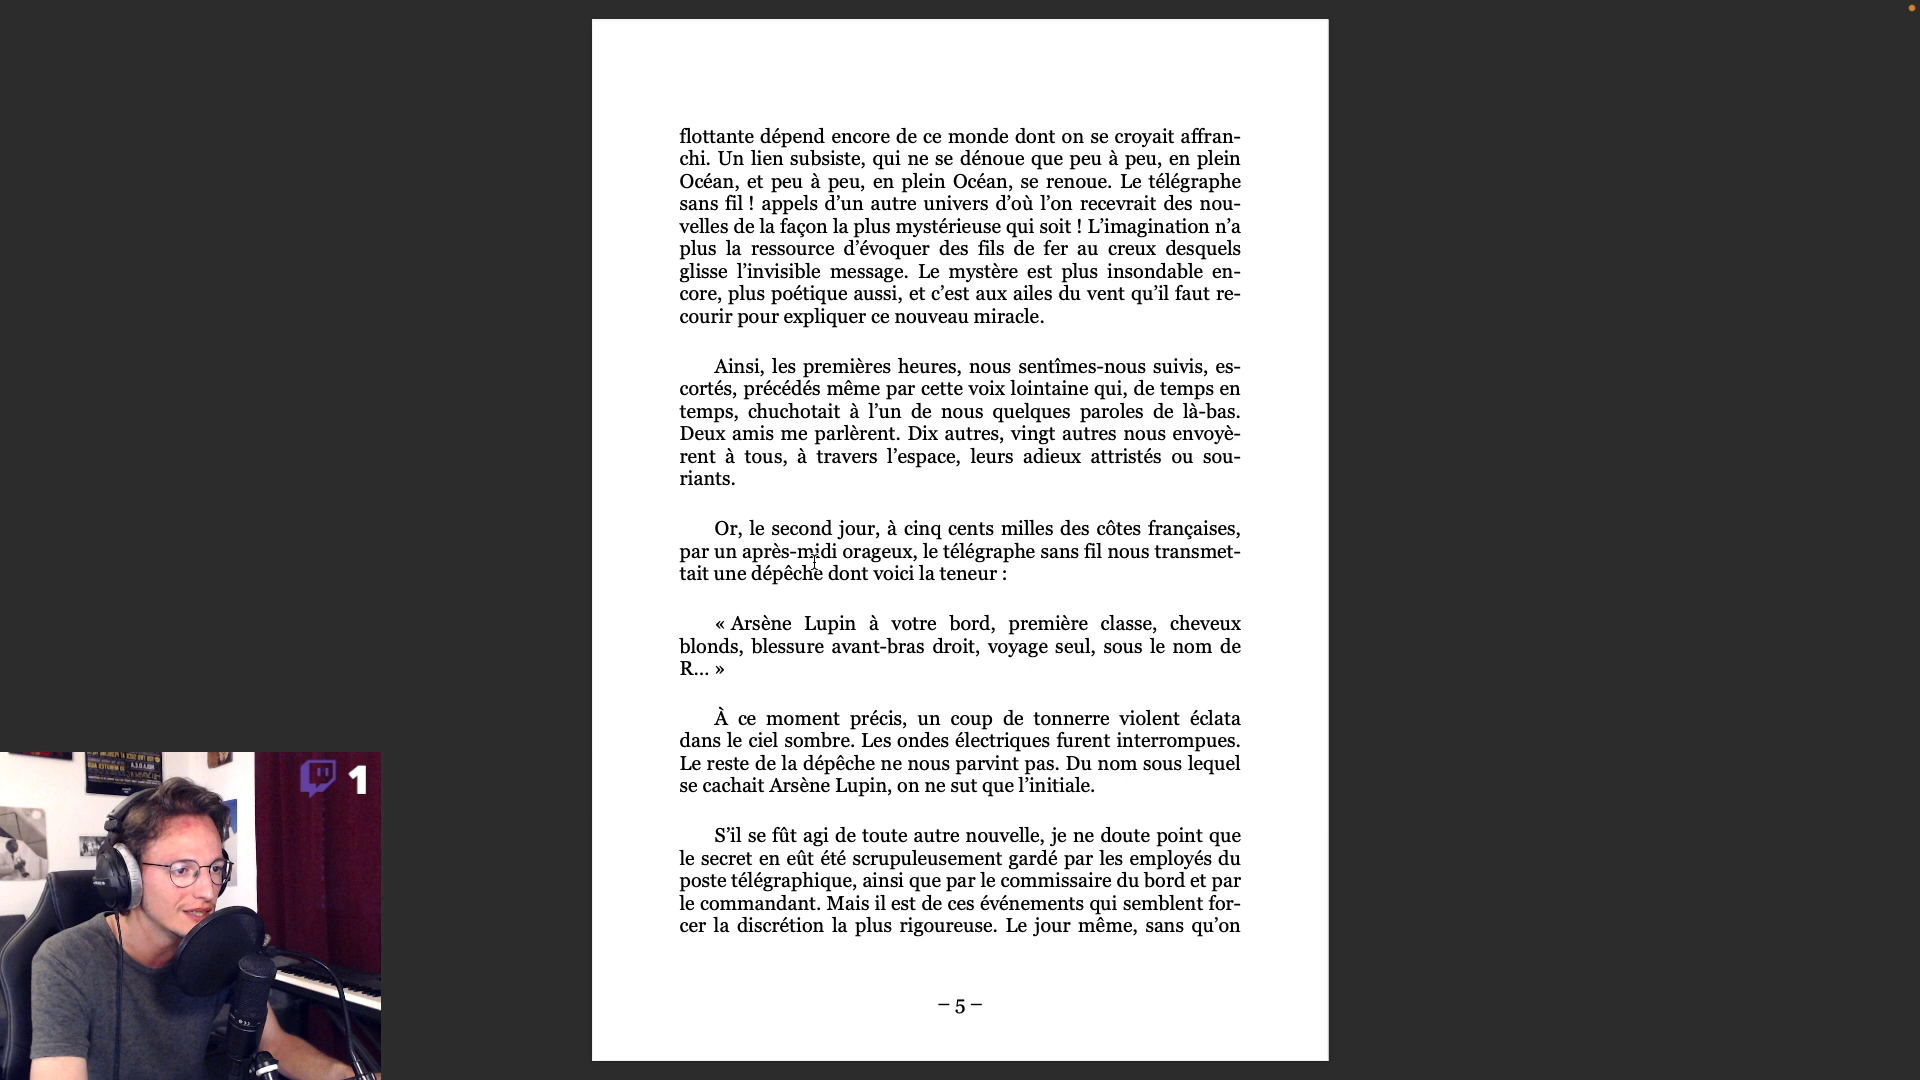 flottante dépend encore de ce monde dont on se croyait affran-
chi. Un lien subsiste, qui ne se dénoue que peu à peu, en plein
Océan, et peu à peu, en plein Océan, se renoue. Le télégraphe
sans fil ! appels d’un autre univers d’où l’on recevrait des nou-
velles de la façon la plus mystérieuse qui soit ! L’imagination n’a
plus la ressource d’évoquer des fils de fer au creux desquels
glisse l’invisible message. Le mystère est plus insondable en-
core, plus poétique aussi, et c’est aux ailes du vent qu’il faut re-
courir pour expliquer ce nouveau miracle.
Ainsi, les premières heures, nous sentîmes-nous suivis, es-
cortés, précédés même par cette voix lointaine qui, de temps en
temps, chuchotait à l’un de nous quelques paroles de là-bas.
Deux amis me parlèrent. Dix autres, vingt autres nous envoyè-
rent à tous, à travers l’espace, leurs adieux attristés ou sou-
riants.
Or, le second jour, à cinq cents milles des côtes françaises,
par un après-midi orageux, le télégraphe sans fil nous transmet-
tait une dépêche dont voici la teneur :
« Arsène Lupin à votre bord, première classe, cheveux
blonds, blessure avant-bras droit, voyage seul, sous le nom de
R… »
À ce moment précis, un coup de tonnerre violent éclata
dans le ciel sombre. Les ondes électriques furent interrompues.
Le reste de la dépêche ne nous parvint pas. Du nom sous lequel
se cachait Arsène Lupin, on ne sut que l’initiale.
S’il se fût agi de toute autre nouvelle, je ne doute point que
le secret en eût été scrupuleusement gardé par les employés du
poste télégraphique, ainsi que par le commissaire du bord et par
le commandant. Mais il est de ces événements qui semblent for-
cer la discrétion la plus rigoureuse. Le jour même, sans qu’on
– 5 –
1